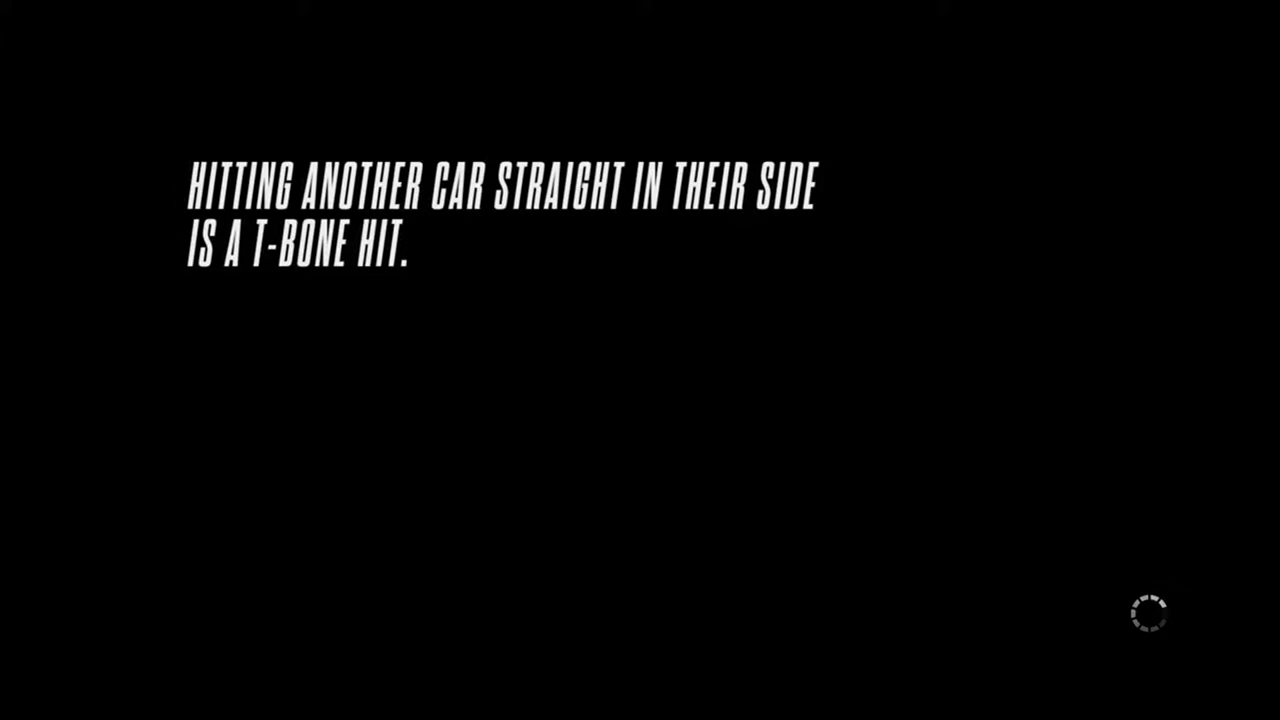 HITTING ANOTHER CAR STRAIGHT IN THEIR SIDE
IS A T-BONE HIT.